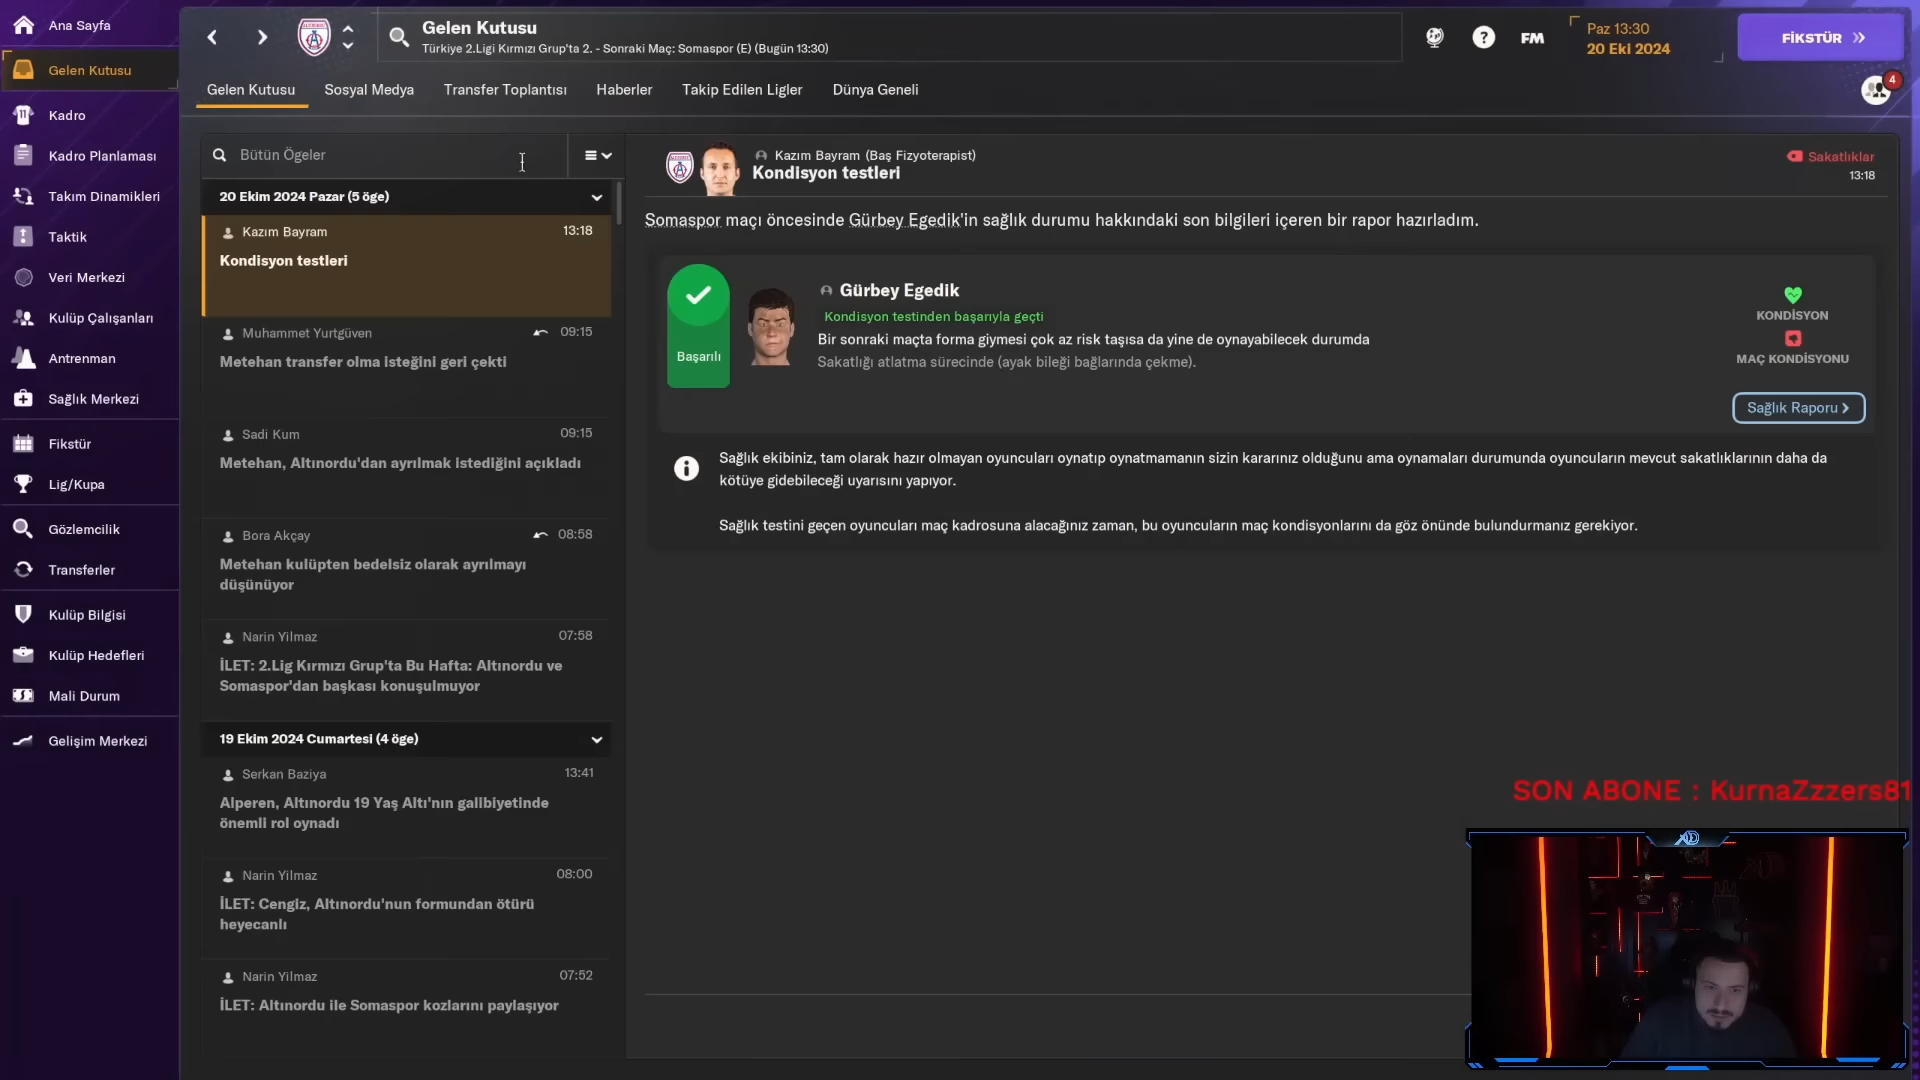 Ana Sayfa
Gelen Kutusu
Kadro
Kadro Planlaması
Takım Dinamikleri
Taktik
Veri Merkezi
Kulüp Çalışanları
Antrenman
Sağlık Merkezi
Fikstür
Lig/Kupa
Gözlemcilik
Transferler
Kulüp Bilgisi
Kulüp Hedefleri
Mali Durum
Gelişim Merkezi
Gelen Kutusu
Türkiye 2.Ligi Kırmızı Grup'ta 2. - Sonraki Maç: Somaspor (E) (Bugün 13:30)
FM
Paz 13:30
20 Eki 2024
FİKSTÜR
Gelen Kutusu Sosyal Medya Transfer Toplantısı Haberler Takip Edilen Ligler Dünya Geneli
4
Bütün Ögeler
20 Ekim 2024 Pazar (5 öge)
Kazım Bayram 13:18
Kondisyon testleri
Muhammet Yurtgüven 09:15
Metehan transfer olma isteğini geri çekti
Sadi Kum 09:15
Metehan, Altınordu'dan ayrılmak istediğini açıkladı
Bora Akçay 08:58
Metehan kulüpten bedelsiz olarak ayrılmayı
düşünüyor
Narin Yilmaz 07:58
İLET: 2.Lig Kırmızı Grup'ta Bu Hafta: Altınordu ve
Somaspor'dan başkası konuşulmuyor
19 Ekim 2024 Cumartesi (4 öge)
Serkan Baziya 13:41
Alperen, Altınordu 19 Yaş Altı'nın galibiyetinde
önemli rol oynadı
Narin Yilmaz 08:00
İLET: Cengiz, Altınordu'nun formundan ötürü
heyecanlı
Narin Yilmaz 07:52
İLET: Altınordu ile Somaspor kozlarını paylaşıyor
Kazım Bayram (Baş Fizyoterapist)
Kondisyon testleri
Sakatlıklar
13:18
Somaspor maçı öncesinde Gürbey Egedik'in sağlık durumu hakkındaki son bilgileri içeren bir rapor hazırladım.
Başarılı
Gürbey Egedik
Kondisyon testinden başarıyla geçti
Bir sonraki maçta forma giymesi çok az risk taşısa da yine de oynayabilecek durumda
Sakatlığı atlatma sürecinde (ayak bileği bağlarında çekme).
KONDİSYON
MAÇ KONDİSYONU
Sağlık Raporu
Sağlık ekibiniz, tam olarak hazır olmayan oyuncuları oynatıp oynatmamanın sizin kararınız olduğunu ama oynamaları durumunda oyuncuların mevcut sakatlıklarının daha da
kötüye gidebileceği uyarısını yapıyor.
Sağlık testini geçen oyuncuları maç kadrosuna alacağınız zaman, bu oyuncuların maç kondisyonlarını da göz önünde bulundurmanız gerekiyor.
SON ABONE : KurnaZzzers81